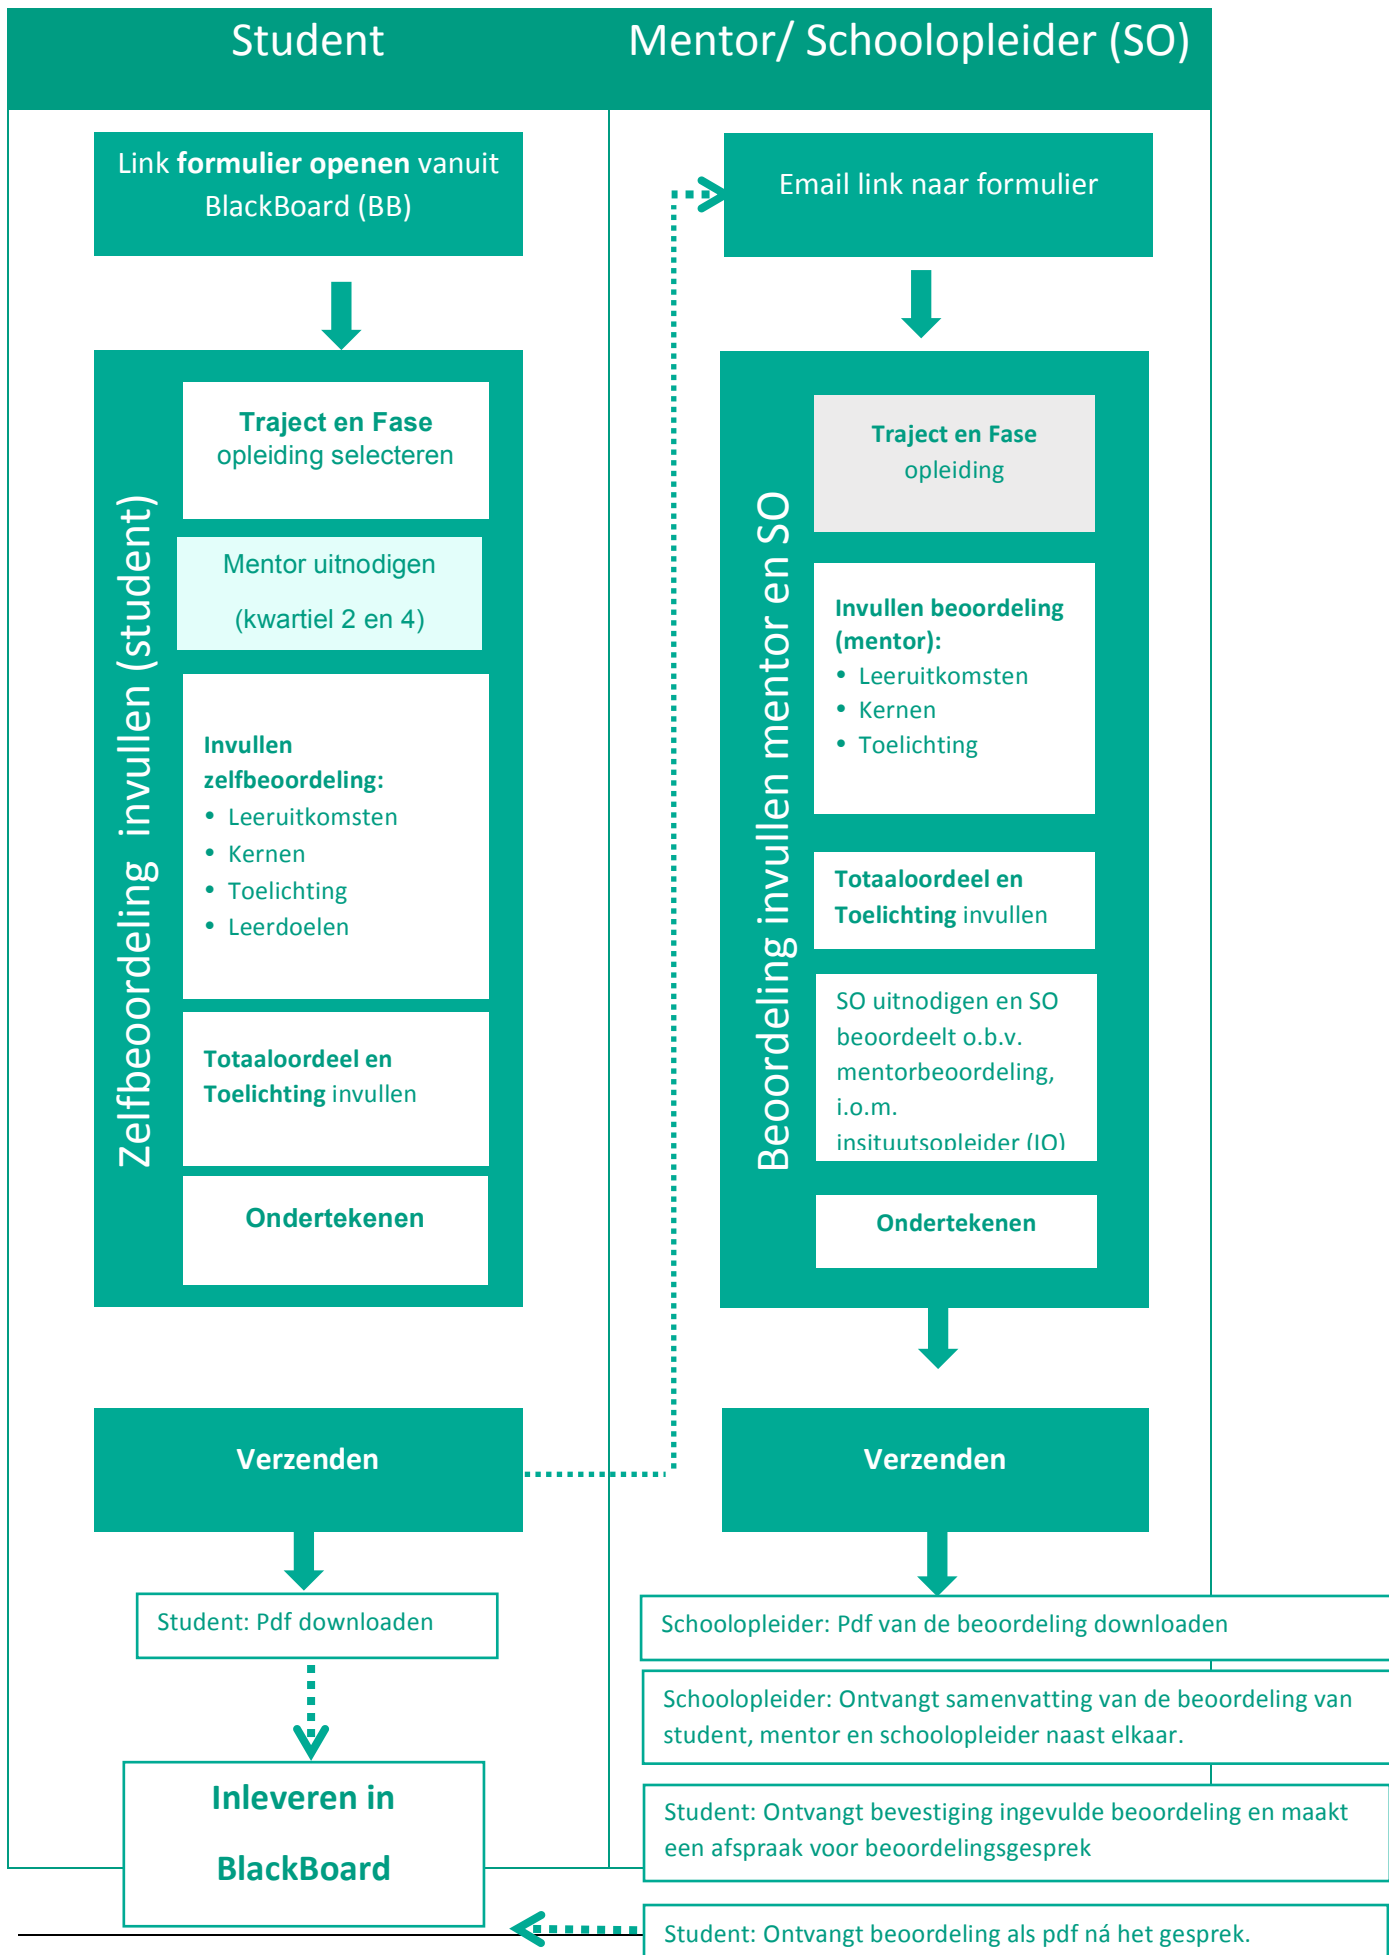 Student
Mentor/ Schoolopleider (SO)
Link formulier openen vanuit
BlackBoard (BB)
Zelfbeoordeling invullen (student)
Traject en Fase
opleiding selecteren
Mentor uitnodigen
(kwartiel 2 en 4)
Invullen
zelfbeoordeling:
• Leeruitkomsten
• Kernen
• Toelichting
• Leerdoelen
Totaaloordeel en
Toelichting invullen
Ondertekenen
Verzenden
Student: Pdf downloaden
Inleveren in
BlackBoard
Email link naar formulier
Beoordeling invullen mentor en SO
Traject en Fase
opleiding
Invullen beoordeling
(mentor):
• Leeruitkomsten
• Kernen
• Toelichting
Totaaloordeel en
Toelichting invullen
SO uitnodigen en SO
beoordeelt o.b.v.
mentorbeoordeling,
i.o.m.
insituutsopleider (IO)
Ondertekenen
Verzenden
Schoolopleider: Pdf van de beoordeling downloaden
Schoolopleider: Ontvangt samenvatting van de beoordeling van
student, mentor en schoolopleider naast elkaar.
Student: Ontvangt bevestiging ingevulde beoordeling en maakt
een afspraak voor beoordelingsgesprek
Student: Ontvangt beoordeling als pdf ná het gesprek.